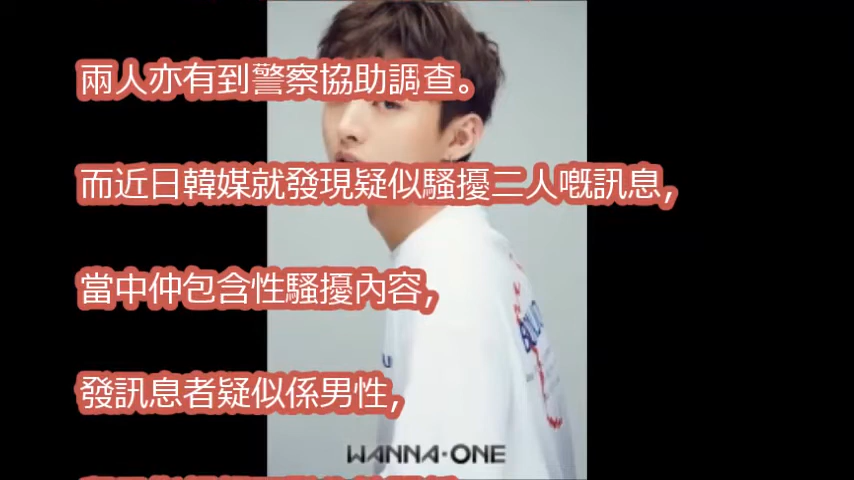 兩人亦有到警察協助調查。
而近日韓媒就發現疑似騷擾二人嘅訊息,
當中仲包含性騷擾內容,
發訊息者疑似係男性,
WANNA·ONE